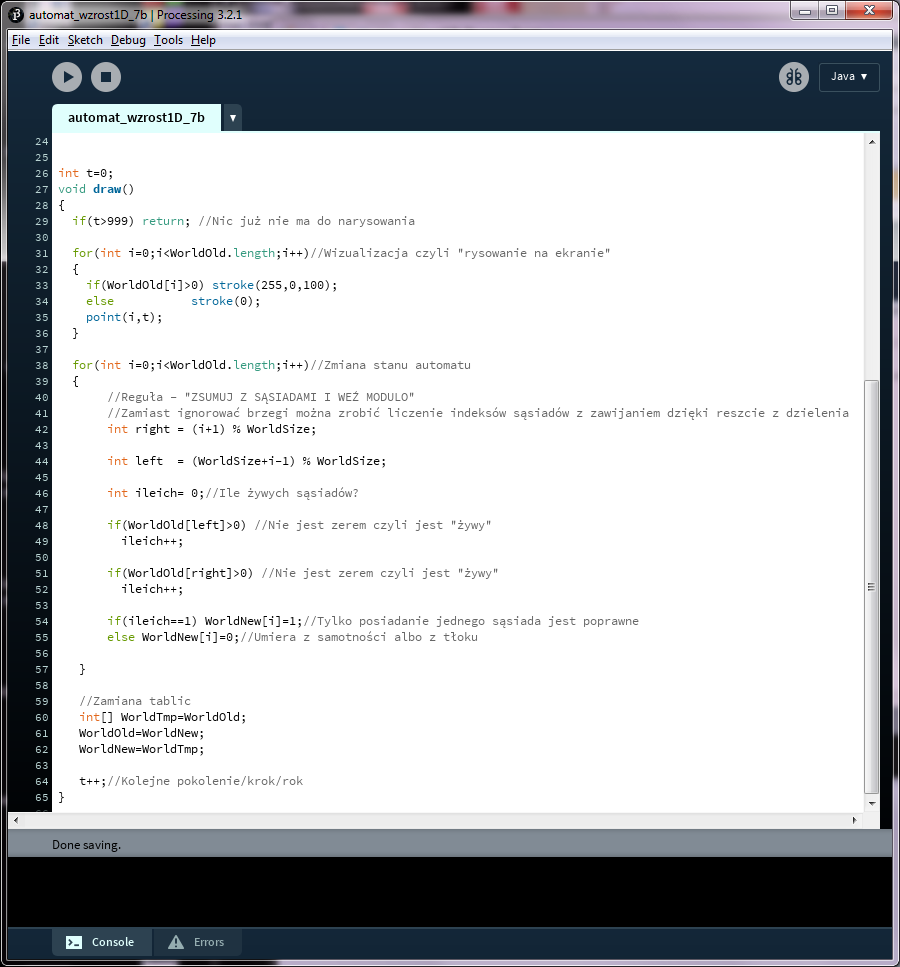 automat_wzrost1D_7b | Processing 3.2.1
File Edit Sketch Debug Tools Help
Java ▼
automat_wzrost1D_7b ▼
24
25
26 int t=0;
27 void draw()
28 {
29   if(t>999) return; //Nic już nie ma do narysowania
30
31   for(int i=0;i<WorldOld.length;i++)//Wizualizacja czyli "rysowanie na ekranie"
32   {
33     if(WorldOld[i]>0) stroke(255,0,100);
34     else           stroke(0);
35     point(i,t);
36   }
37
38   for(int i=0;i<WorldOld.length;i++)//Zmiana stanu automatu
39   {
40        //Reguła – "ZSUMUJ Z SĄSIADAMI I WEŹ MODULO"
41        //Zamiast ignorować brzegi można zrobić liczenie indeksów sąsiadów z zawijaniem dzięki reszcie z dzielenia
42        int right = (i+1) % WorldSize;
43
44        int left  = (WorldSize+i-1) % WorldSize;
45
46        int ileich= 0;//Ile żywych sąsiadów?
47
48        if(WorldOld[left]>0) //Nie jest zerem czyli jest "żywy"
49          ileich++;
50
51        if(WorldOld[right]>0) //Nie jest zerem czyli jest "żywy"
52          ileich++;
53
54        if(ileich==1) WorldNew[i]=1;//Tylko posiadanie jednego sąsiada jest poprawne
55        else WorldNew[i]=0;//Umiera z samotności albo z tłoku
56
57    }
58
59    //Zamiana tablic
60    int[] WorldTmp=WorldOld;
61    WorldOld=WorldNew;
62    WorldNew=WorldTmp;
63
64    t++;//Kolejne pokolenie/krok/rok
65 }
Done saving.
Console Errors